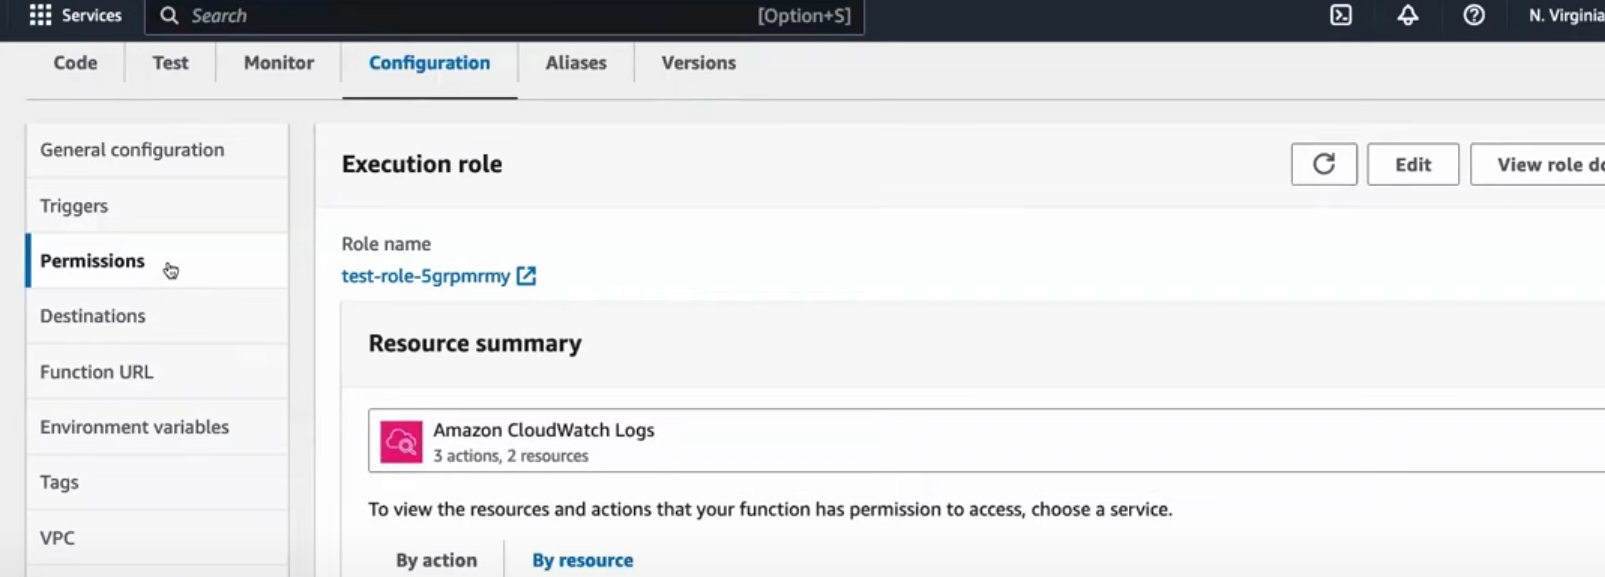 Services
Search
[Option+S]
N. Virginia
Code
Test
Monitor
Configuration
Aliases
Versions
General configuration
Triggers
Permissions
Destinations
Function URL
Environment variables
Tags
VPC
Execution role
Edit
View role do
Role name
test-role-5grpmrmy
Resource summary
Amazon CloudWatch Logs
3 actions, 2 resources
To view the resources and actions that your function has permission to access, choose a service.
By action
By resource